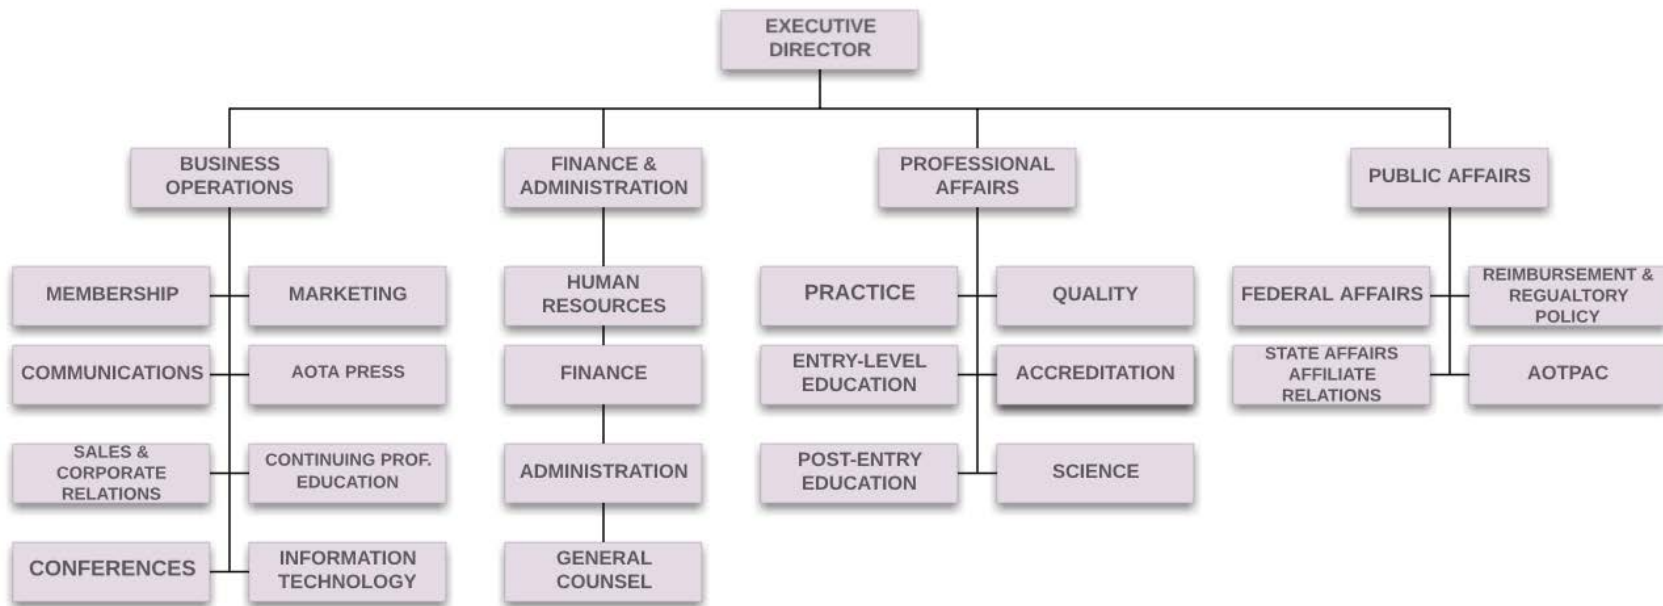 EXECUTIVE
DIRECTOR
BUSINESS
OPERATIONS
FINANCE &
ADMINISTRATION
PROFESSIONAL
AFFAIRS
PUBLIC AFFAIRS
MEMBERSHIP
MARKETING
COMMUNICATIONS
AOTA PRESS
SALES &
CORPORATE
RELATIONS
CONTINUING PROF.
EDUCATION
CONFERENCES
INFORMATION
TECHNOLOGY
HUMAN
RESOURCES
FINANCE
ADMINISTRATION
GENERAL
COUNSEL
PRACTICE
QUALITY
ENTRY-LEVEL
EDUCATION
ACCREDITATION
POST-ENTRY
EDUCATION
SCIENCE
FEDERAL AFFAIRS
REIMBURSEMENT &
REGUALTORY
POLICY
STATE AFFAIRS
AFFILIATE
RELATIONS
AOTPAC